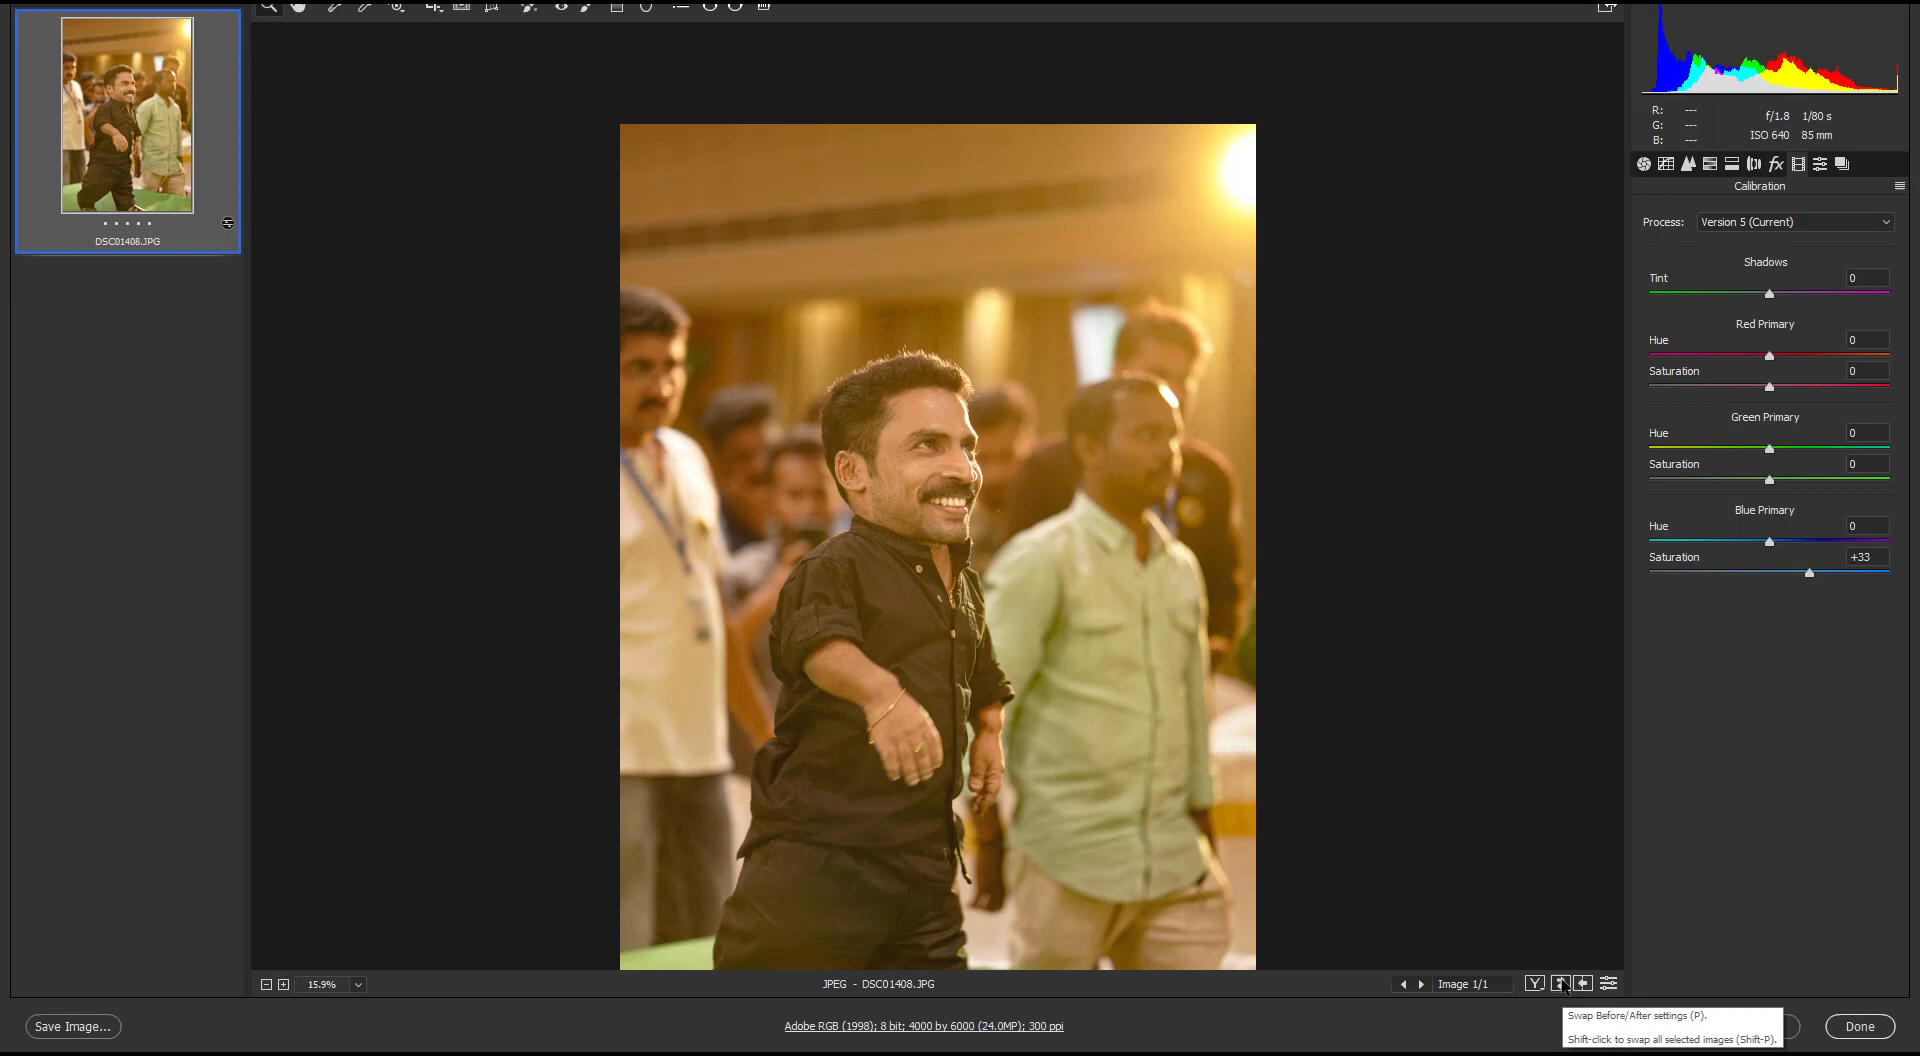 DSC01408.JPG
R: ---
G: ---
B: ---
f/1.8 1/80 s
ISO 640 85 mm
fx
Calibration
Process: Version 5 (Current)
Shadows
Tint 0
Red Primary
Hue 0
Saturation 0
Green Primary
Hue 0
Saturation 0
Blue Primary
Hue 0
Saturation +33
15.9%
JPEG - DSC01408.JPG
Image 1/1
Y
Save Image...
Adobe RGB (1998); 8 bit; 4000 by 6000 (24.0MP); 300 ppi
Swap Before/After settings (P).
Shift-click to swap all selected images (Shift-P).
Done